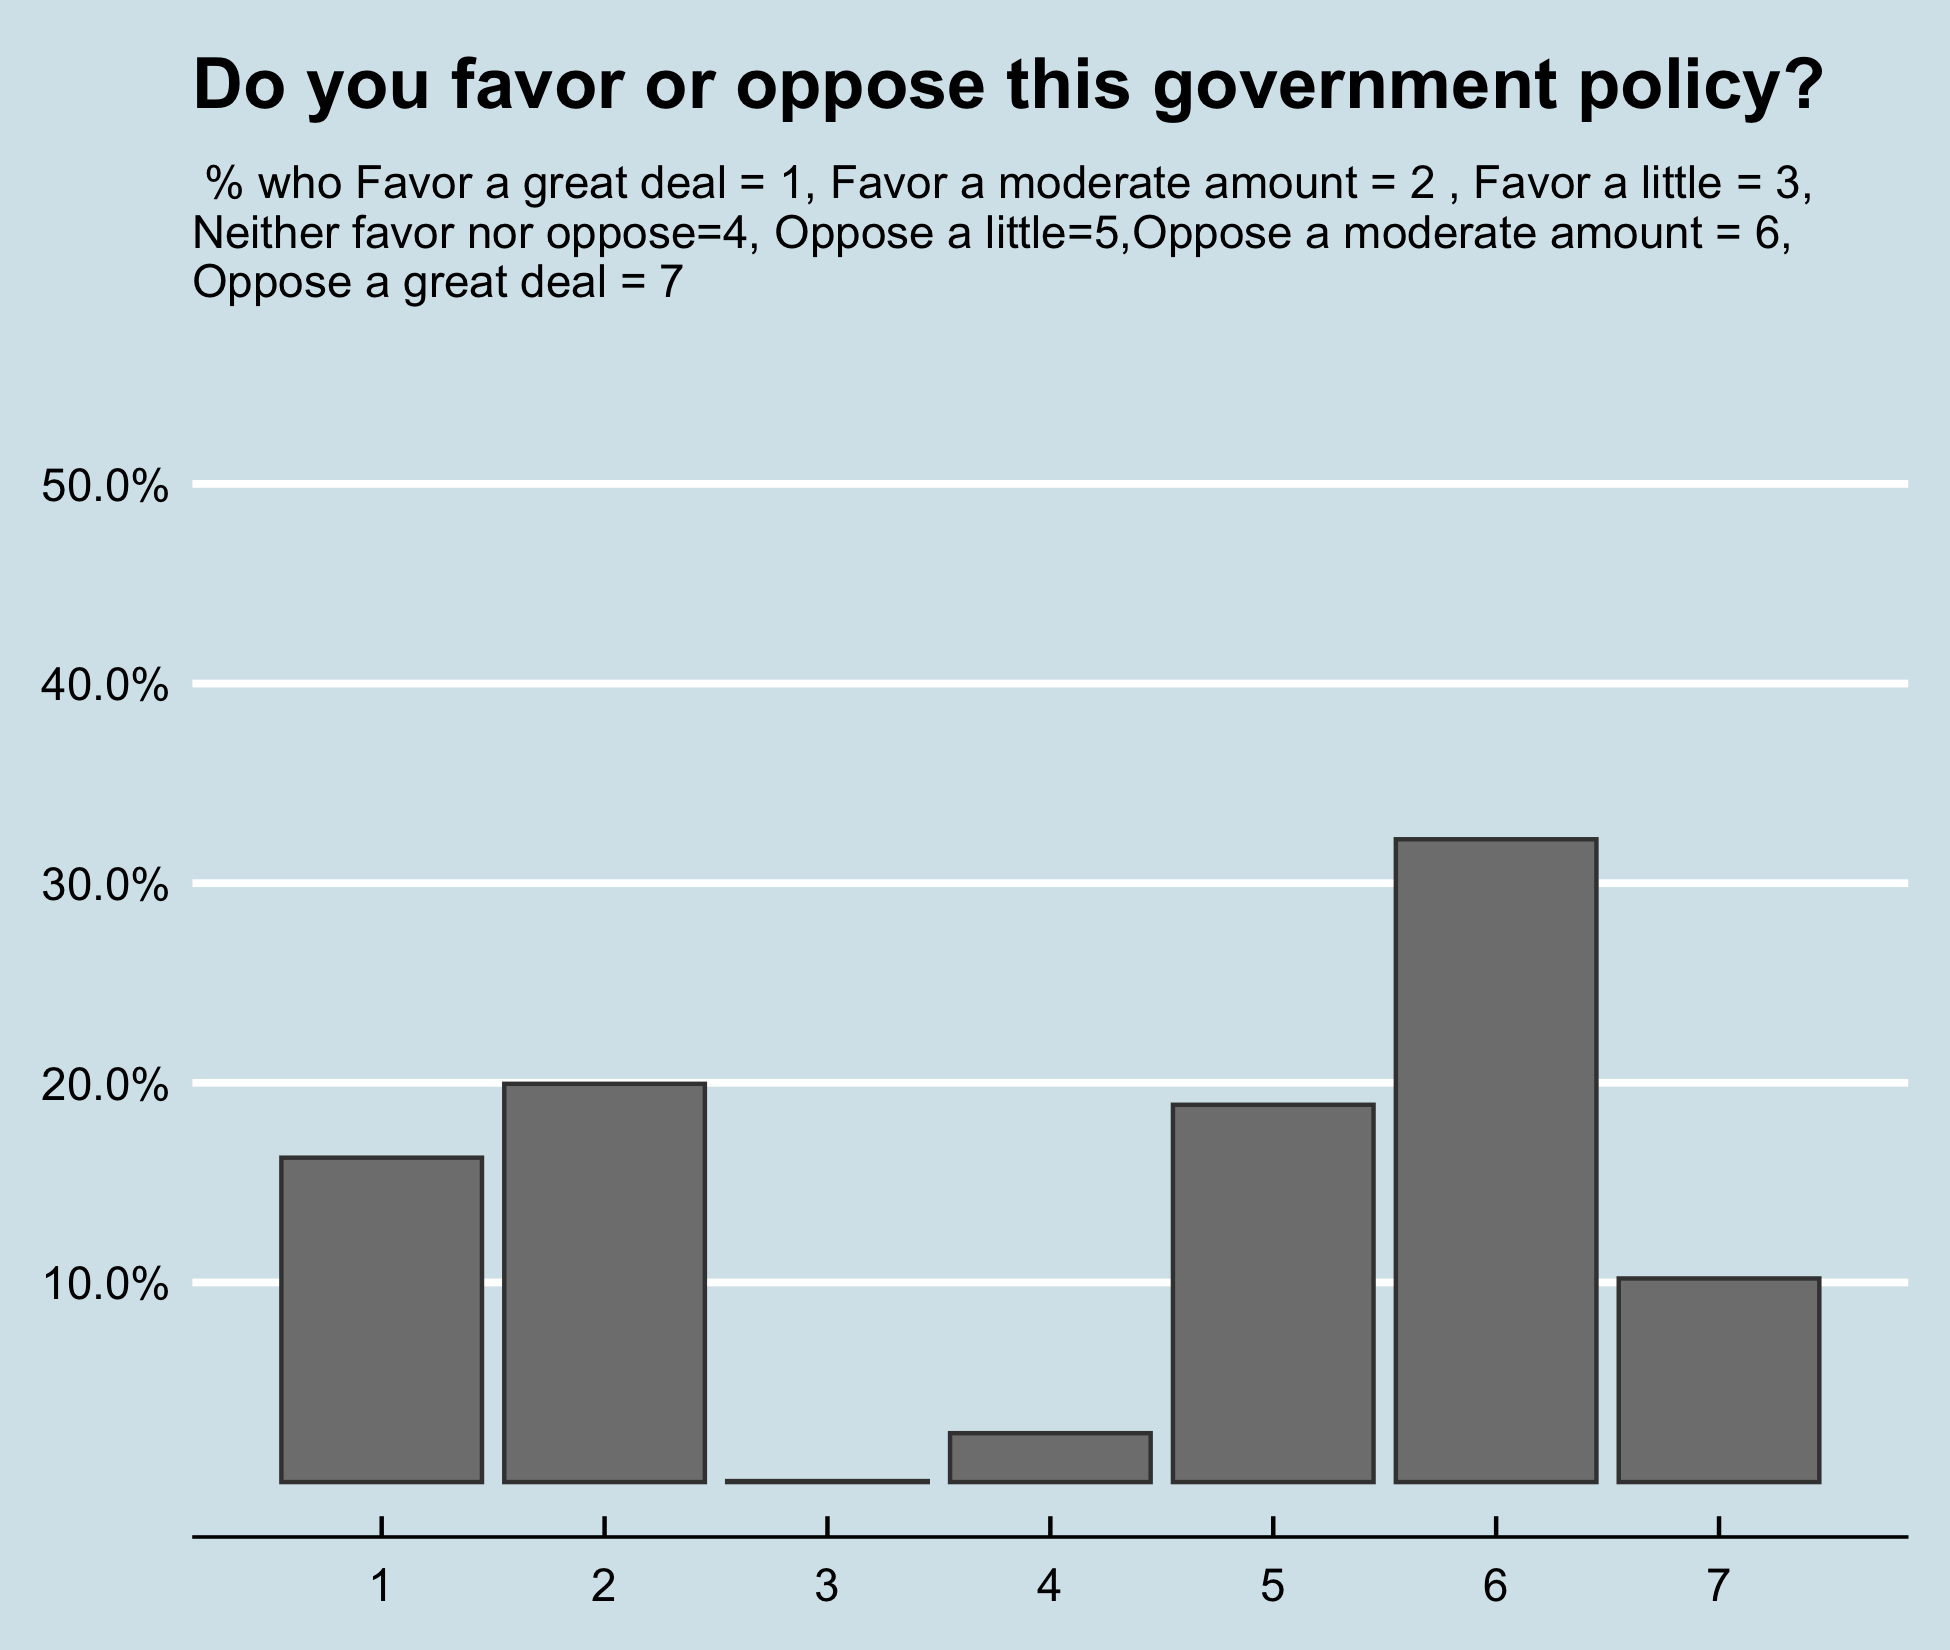 Do you favor or oppose this government policy?
% who Favor a great deal = 1, Favor a moderate amount = 2 , Favor a little = 3,
Neither favor nor oppose=4, Oppose a little=5,Oppose a moderate amount = 6,
Oppose a great deal = 7
50.0%
40.0%
30.0%
20.0%
10.0%
1 2 3 4 5 6 7